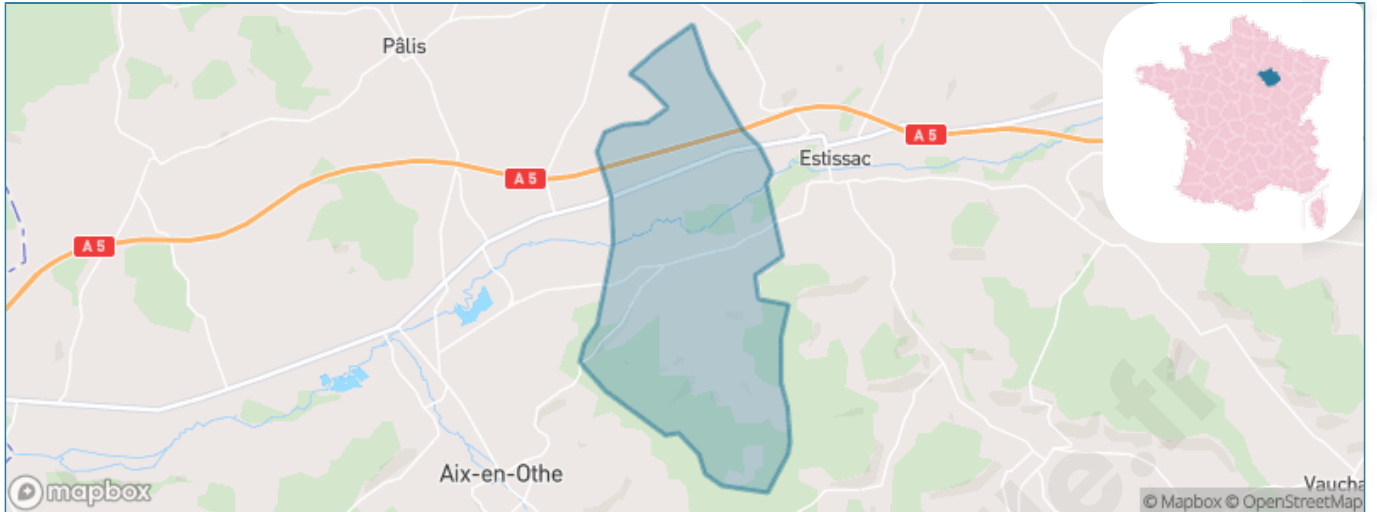 Pâlis
A 5
Estissac
A 5
A 5
Aix-en-Othe
Vaucha
mapbox
© Mapbox © OpenStreetMap